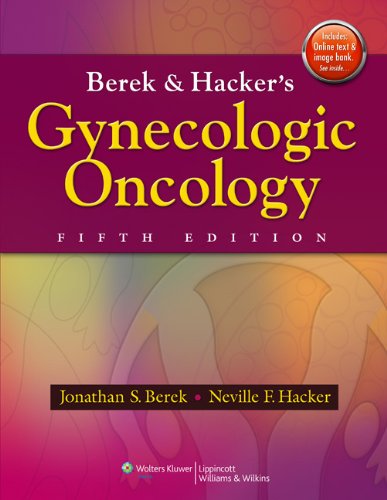 Includes:
Online text &
image bank.
See inside...
Berek & Hacker's
Gynecologic
Oncology
FIFTH EDITION
Jonathan S. Berek • Neville F. Hacker
Wolters Kluwer
Lippincott
Williams & Wilkins